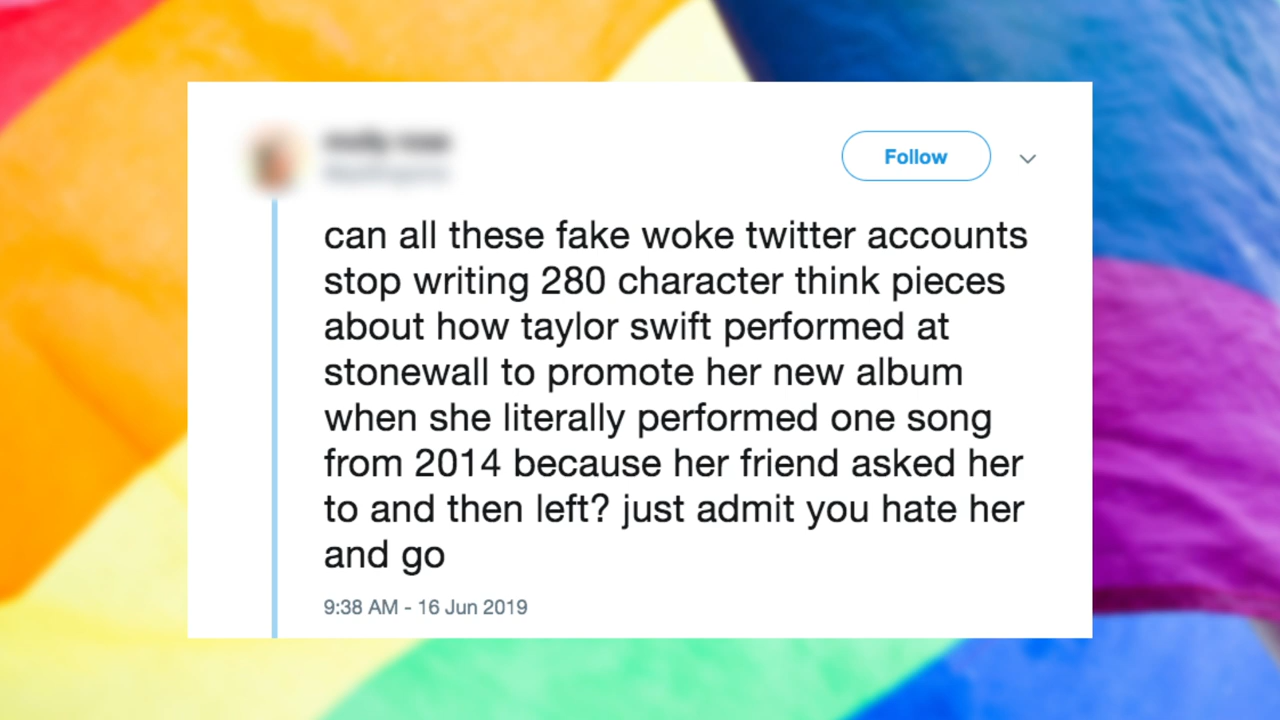 Follow
can all these fake woke twitter accounts
stop writing 280 character think pieces
about how taylor swift performed at
stonewall to promote her new album
when she literally performed one song
from 2014 because her friend asked her
to and then left? just admit you hate her
and go
9:38 AM - 16 Jun 2019